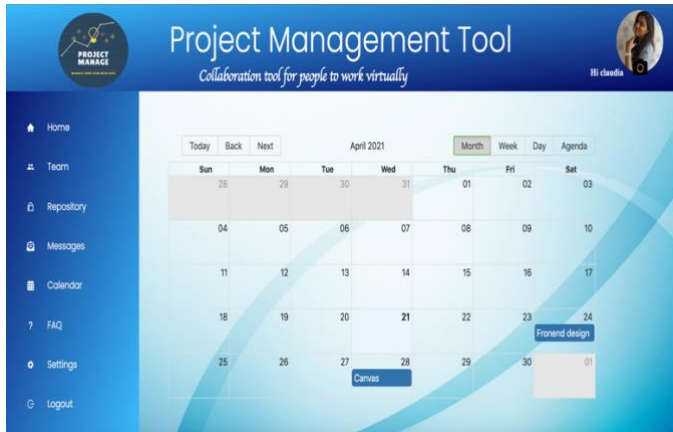 PROJECT
MANAGE
Project Management Tool
Collaboration tool for people to work virtually
Hi claudia
Home
Team
Repository
Messages
Calendar
FAQ
Settings
Logout
Today Back Next April 2021 Month Week Day Agenda
Sun Mon Tue Wed Thu Fri Sat
28 29 30 31 01 02 03
04 05 06 07 08 09 10
11 12 13 14 15 16 17
18 19 20 21 22 23 24
Fronend design
25 26 27 28 29 30 01
Canvas